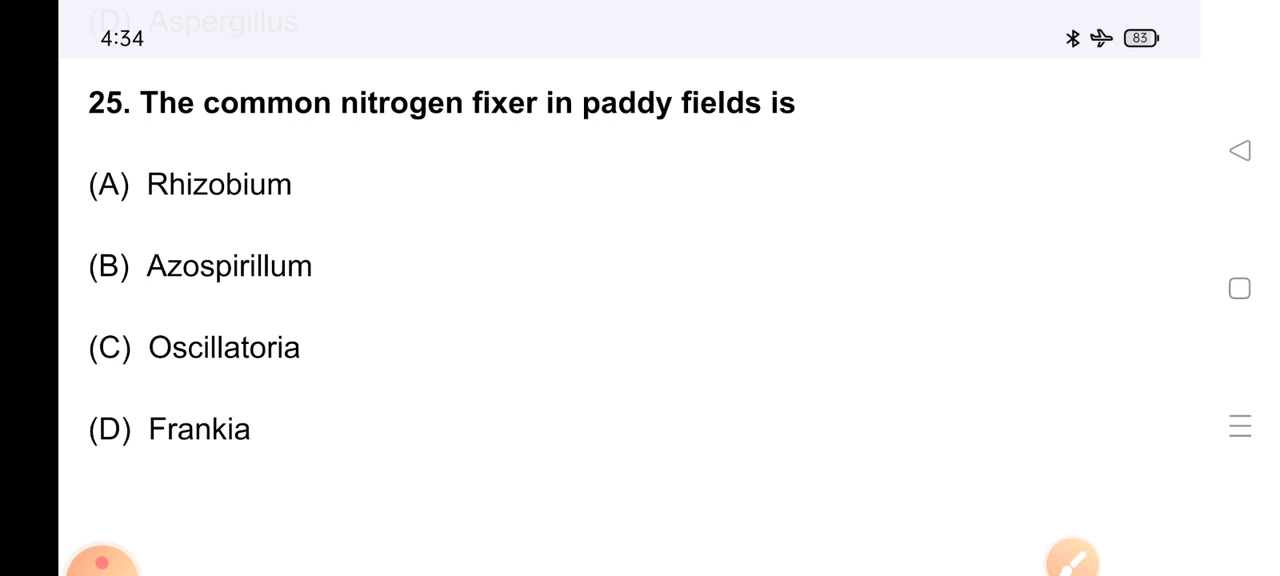 (D) Aspergillus
4:34
83
25. The common nitrogen fixer in paddy fields is
(A) Rhizobium
(B) Azospirillum
(C) Oscillatoria
(D) Frankia